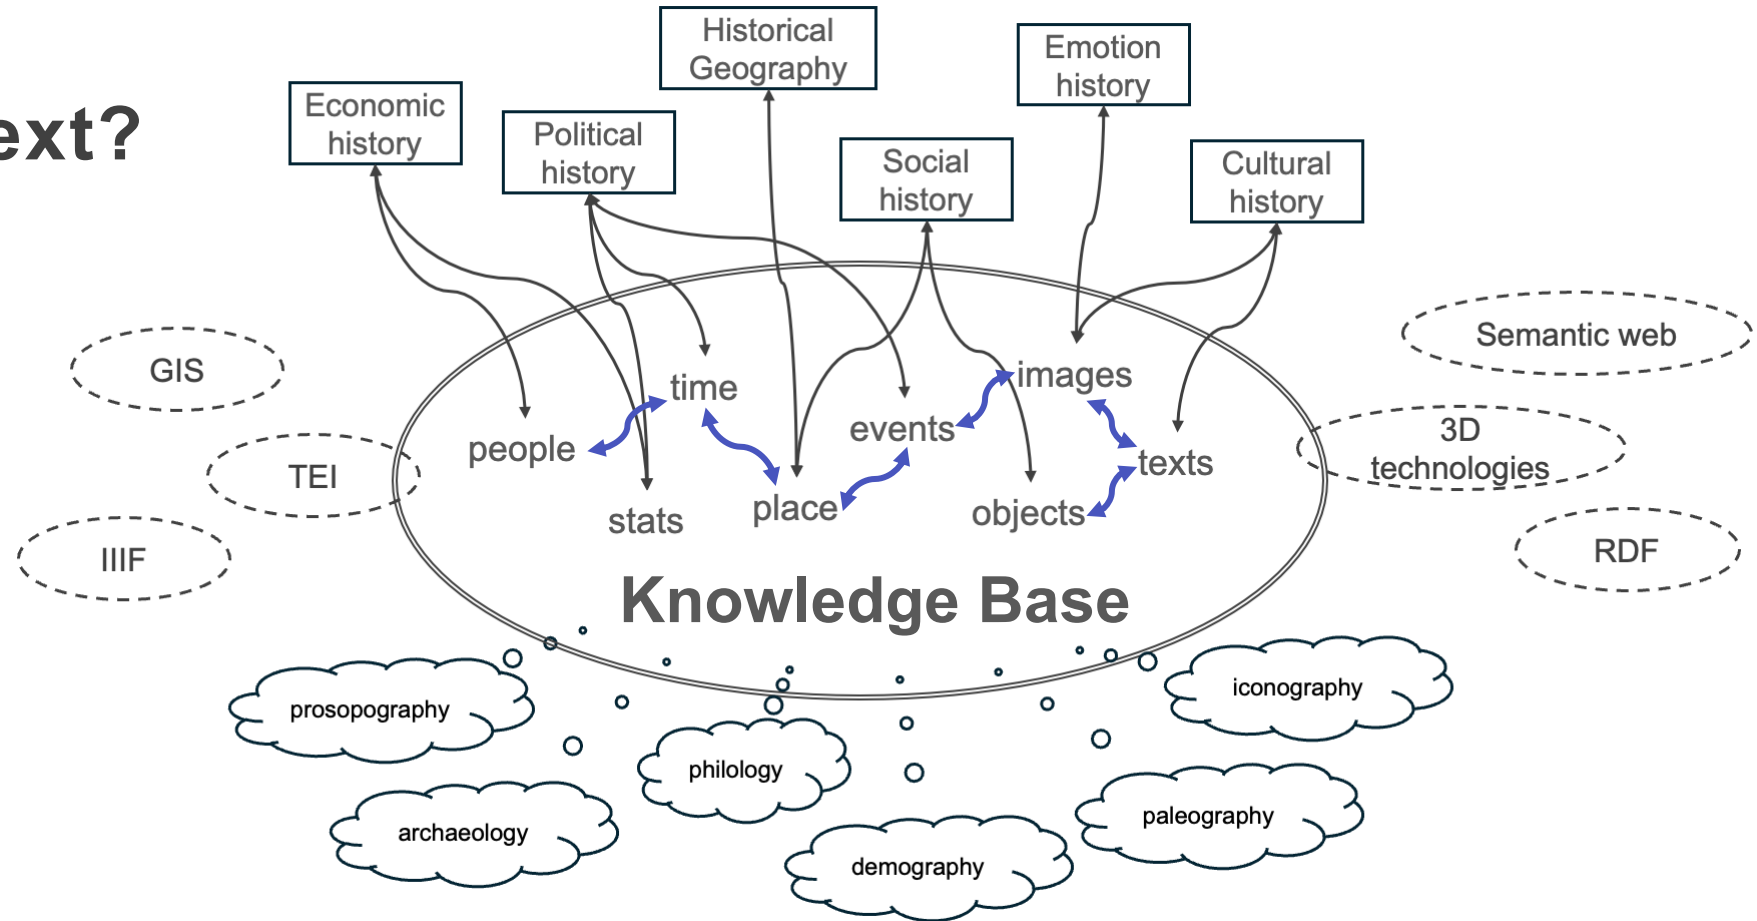 ext?
Historical
Geography
Emotion
history
Economic
history
Political
history
Social
history
Cultural
history
GIS
TEI
IIIF
Semantic web
3D
technologies
RDF
people
time
stats
place
events
images
objects
texts
Knowledge Base
prosopography
archaeology
philology
demography
paleography
iconography